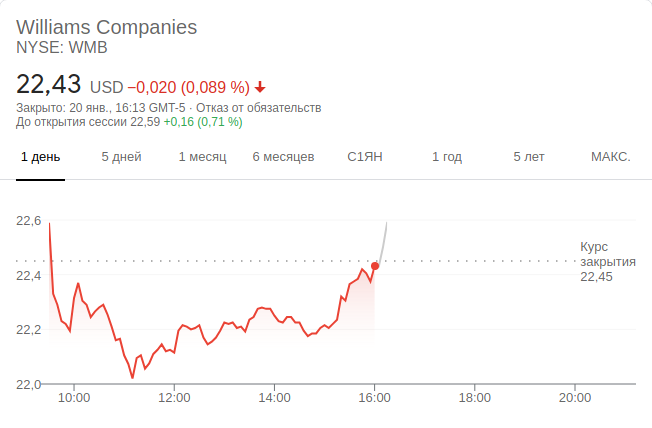 Williams Companies
NYSE: WMB
22,43 USD −0,020 (0,089 %)
Закрыто: 20 янв., 16:13 GMT-5 · Отказ от обязательств
До открытия сессии 22,59 +0,16 (0,71 %)
1 день 5 дней 1 месяц 6 месяцев С1ЯН 1 год 5 лет МАКС.
22,6
Курс
закрытия
22,45
22,4
22,2
22,0
10:00 12:00 14:00 16:00 18:00 20:00